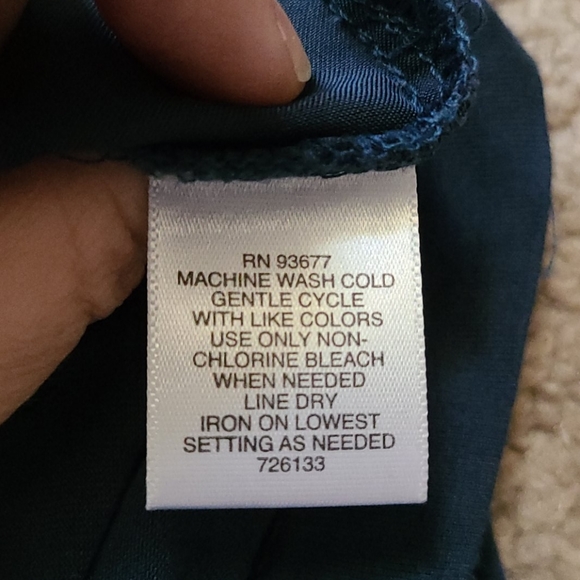 RN 93677
MACHINE WASH COLD
GENTLE CYCLE
WITH LIKE COLORS
USE ONLY NON-
CHLORINE BLEACH
WHEN NEEDED
LINE DRY
IRON ON LOWEST
SETTING AS NEEDED
726133